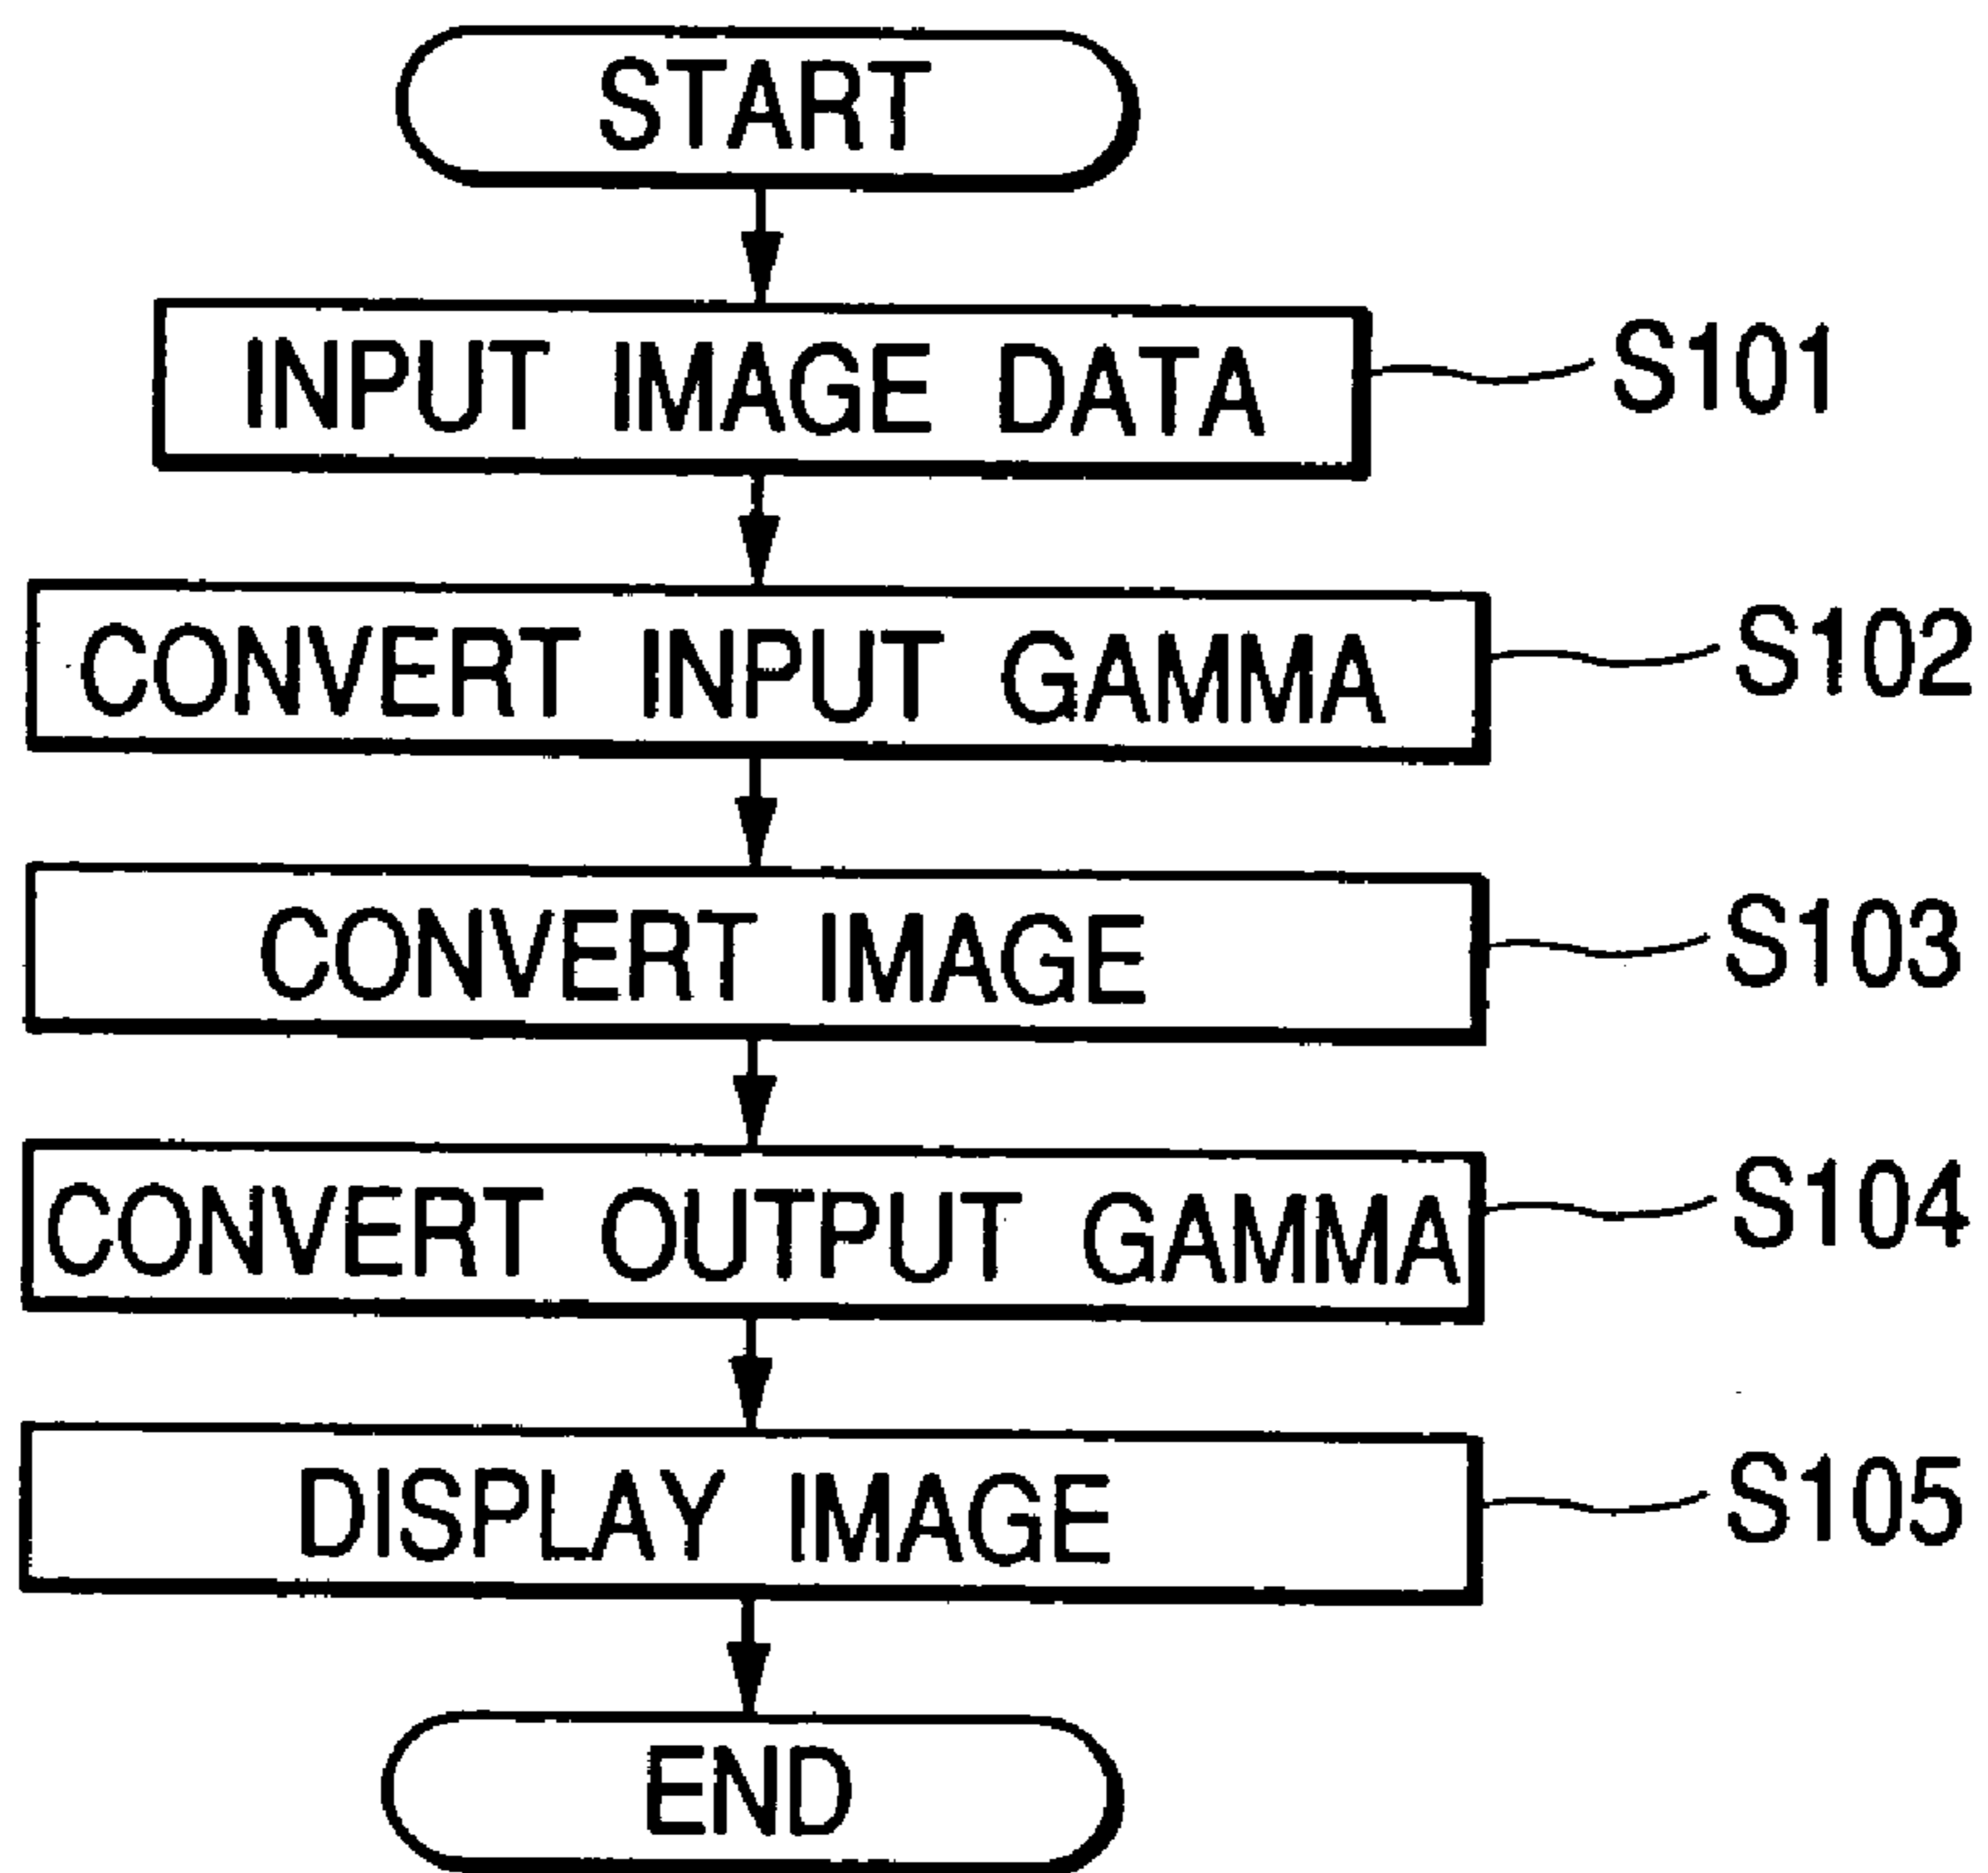 START
INPUT IMAGE DATA
S101
CONVERT INPUT GAMMA
S102
CONVERT IMAGE
S103
CONVERT OUTPUT GAMMA
S104
DISPLAY IMAGE
S105
END